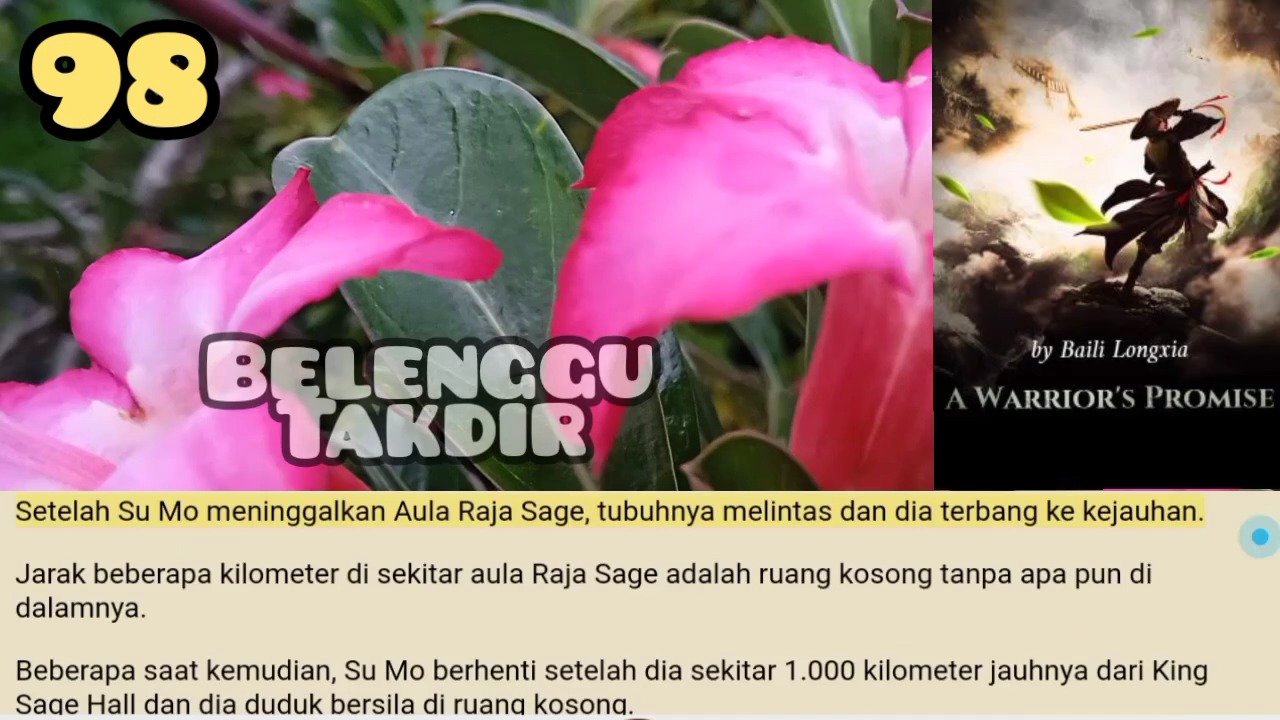 98
BELENGGU
TAKDIR
by Baili Longxia
A WARRIOR'S PROMISE
Setelah Su Mo meninggalkan Aula Raja Sage, tubuhnya melintas dan dia terbang ke kejauhan.
Jarak beberapa kilometer di sekitar aula Raja Sage adalah ruang kosong tanpa apa pun di
dalamnya.
Beberapa saat kemudian, Su Mo berhenti setelah dia sekitar 1.000 kilometer jauhnya dari King
Sage Hall dan dia duduk bersila di ruang kosong.